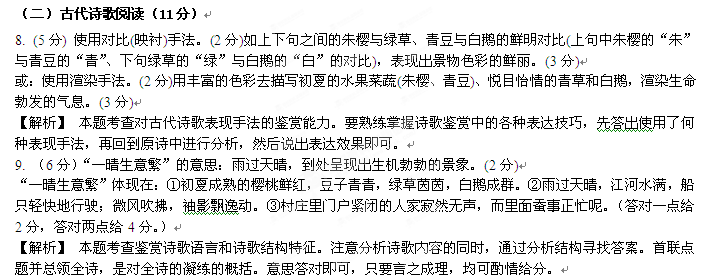 （二）古代诗歌阅读（11分）↵
8. (5分) 使用对比(映衬)手法。(2分)如上下句之间的朱樱与绿草、青豆与白鹅的鲜明对比(上句中朱樱的“朱”
与青豆的“青”、下句绿草的“绿”与白鹅的“白”的对比)，表现出景物色彩的鲜丽。(3分)↵
或：使用渲染手法。(2分)用丰富的色彩去描写初夏的水果菜蔬(朱樱、青豆)、悦目怡情的青草和白鹅，渲染生命
勃发的气息。(3分)↵
【解析】 本题考查对古代诗歌表现手法的鉴赏能力。要熟练掌握诗歌鉴赏中的各种表达技巧，先答出使用了何
种表现手法，再回到原诗中进行分析，然后说出表达效果即可。↵
9. （6分）“一晴生意繁”的意思：雨过天晴，到处呈现出生机勃勃的景象。(2分)↵
“一晴生意繁”体现在：①初夏成熟的樱桃鲜红，豆子青青，绿草茵茵，白鹅成群。②雨过天晴，江河水满，船
只轻快地行驶；微风吹拂，袖影飘逸动。③村庄里门户紧闭的人家寂然无声，而里面蚕事正忙呢。（答对一点给
2分，答对两点给 4分。）↵
【解析】 本题考查鉴赏诗歌语言和诗歌结构特征。注意分析诗歌内容的同时，通过分析结构寻找答案。首联点
题并总领全诗，是对全诗的凝练的概括。意思答对即可，只要言之成理，均可酌情给分。↵